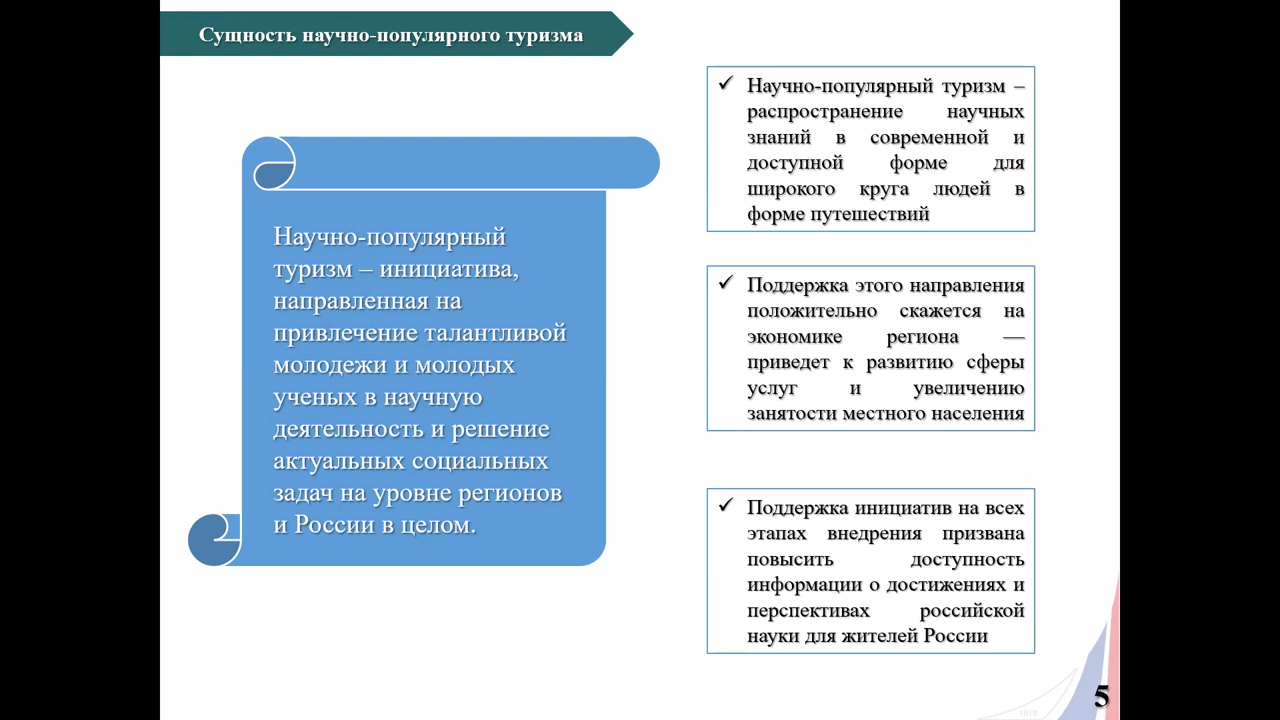 Сущность научно-популярного туризма
Научно-популярный
туризм – инициатива,
направленная на
привлечение талантливой
молодежи и молодых
ученых в научную
деятельность и решение
актуальных социальных
задач на уровне регионов
и России в целом.
✓ Научно-популярный туризм –
распространение научных
знаний в современной и
доступной форме для
широкого круга людей в
форме путешествий
✓ Поддержка этого направления
положительно скажется на
экономике региона —
приведет к развитию сферы
услуг и увеличению
занятости местного населения
✓ Поддержка инициатив на всех
этапах внедрения призвана
повысить доступность
информации о достижениях и
перспективах российской
науки для жителей России
1919
5